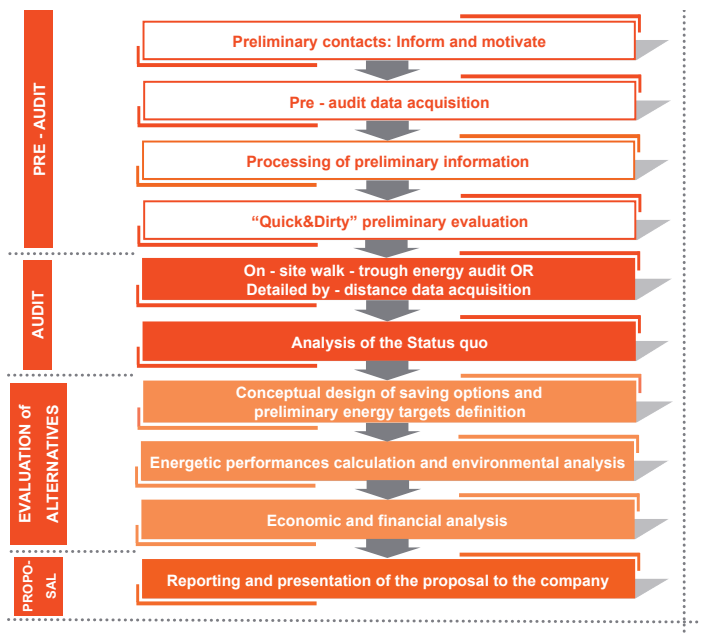 PRE - AUDIT
Preliminary contacts: Inform and motivate
Pre - audit data acquisition
Processing of preliminary information
“Quick&Dirty” preliminary evaluation
AUDIT
On - site walk - trough energy audit OR
Detailed by - distance data acquisition
Analysis of the Status quo
EVALUATION of
ALTERNATIVES
Conceptual design of saving options and
preliminary energy targets definition
Energetic performances calculation and environmental analysis
Economic and financial analysis
PROPO-
SAL
Reporting and presentation of the proposal to the company